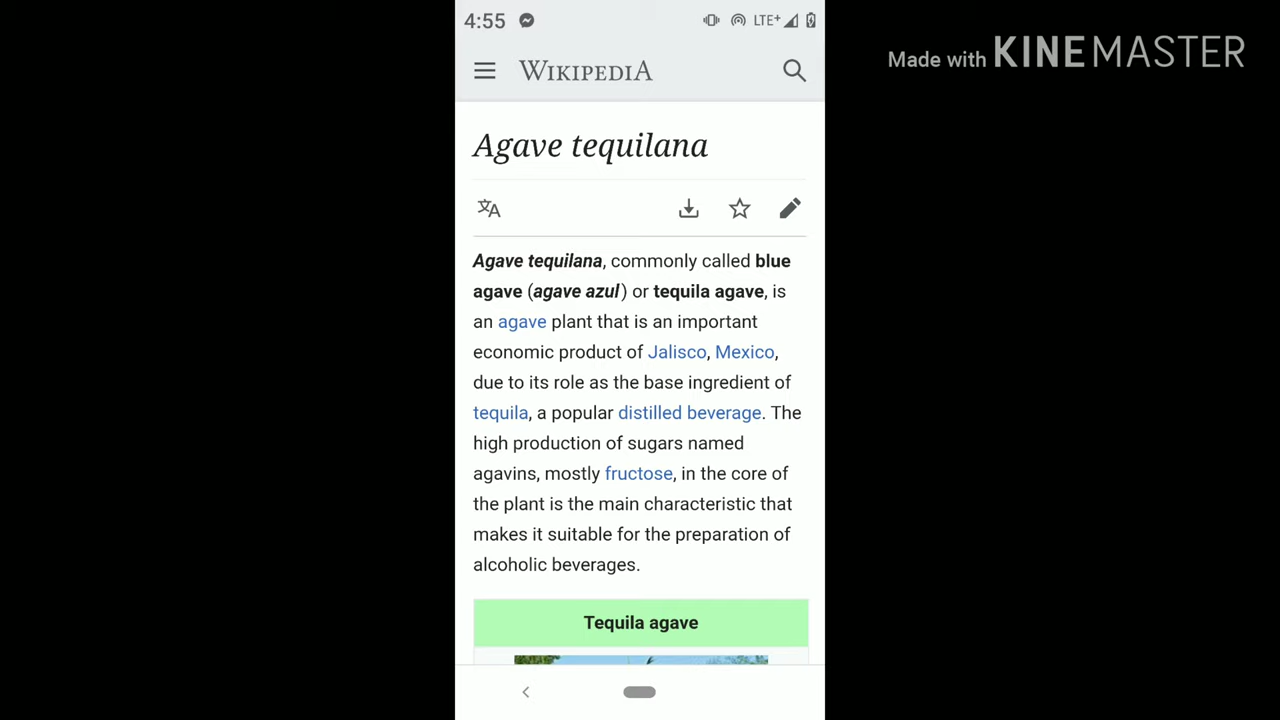 4:55
LTE+
Made with KINEMASTER
WIKIPEDIA
Agave tequilana
Agave tequilana, commonly called blue
agave (agave azul) or tequila agave, is
an agave plant that is an important
economic product of Jalisco, Mexico,
due to its role as the base ingredient of
tequila, a popular distilled beverage. The
high production of sugars named
agavins, mostly fructose, in the core of
the plant is the main characteristic that
makes it suitable for the preparation of
alcoholic beverages.
Tequila agave